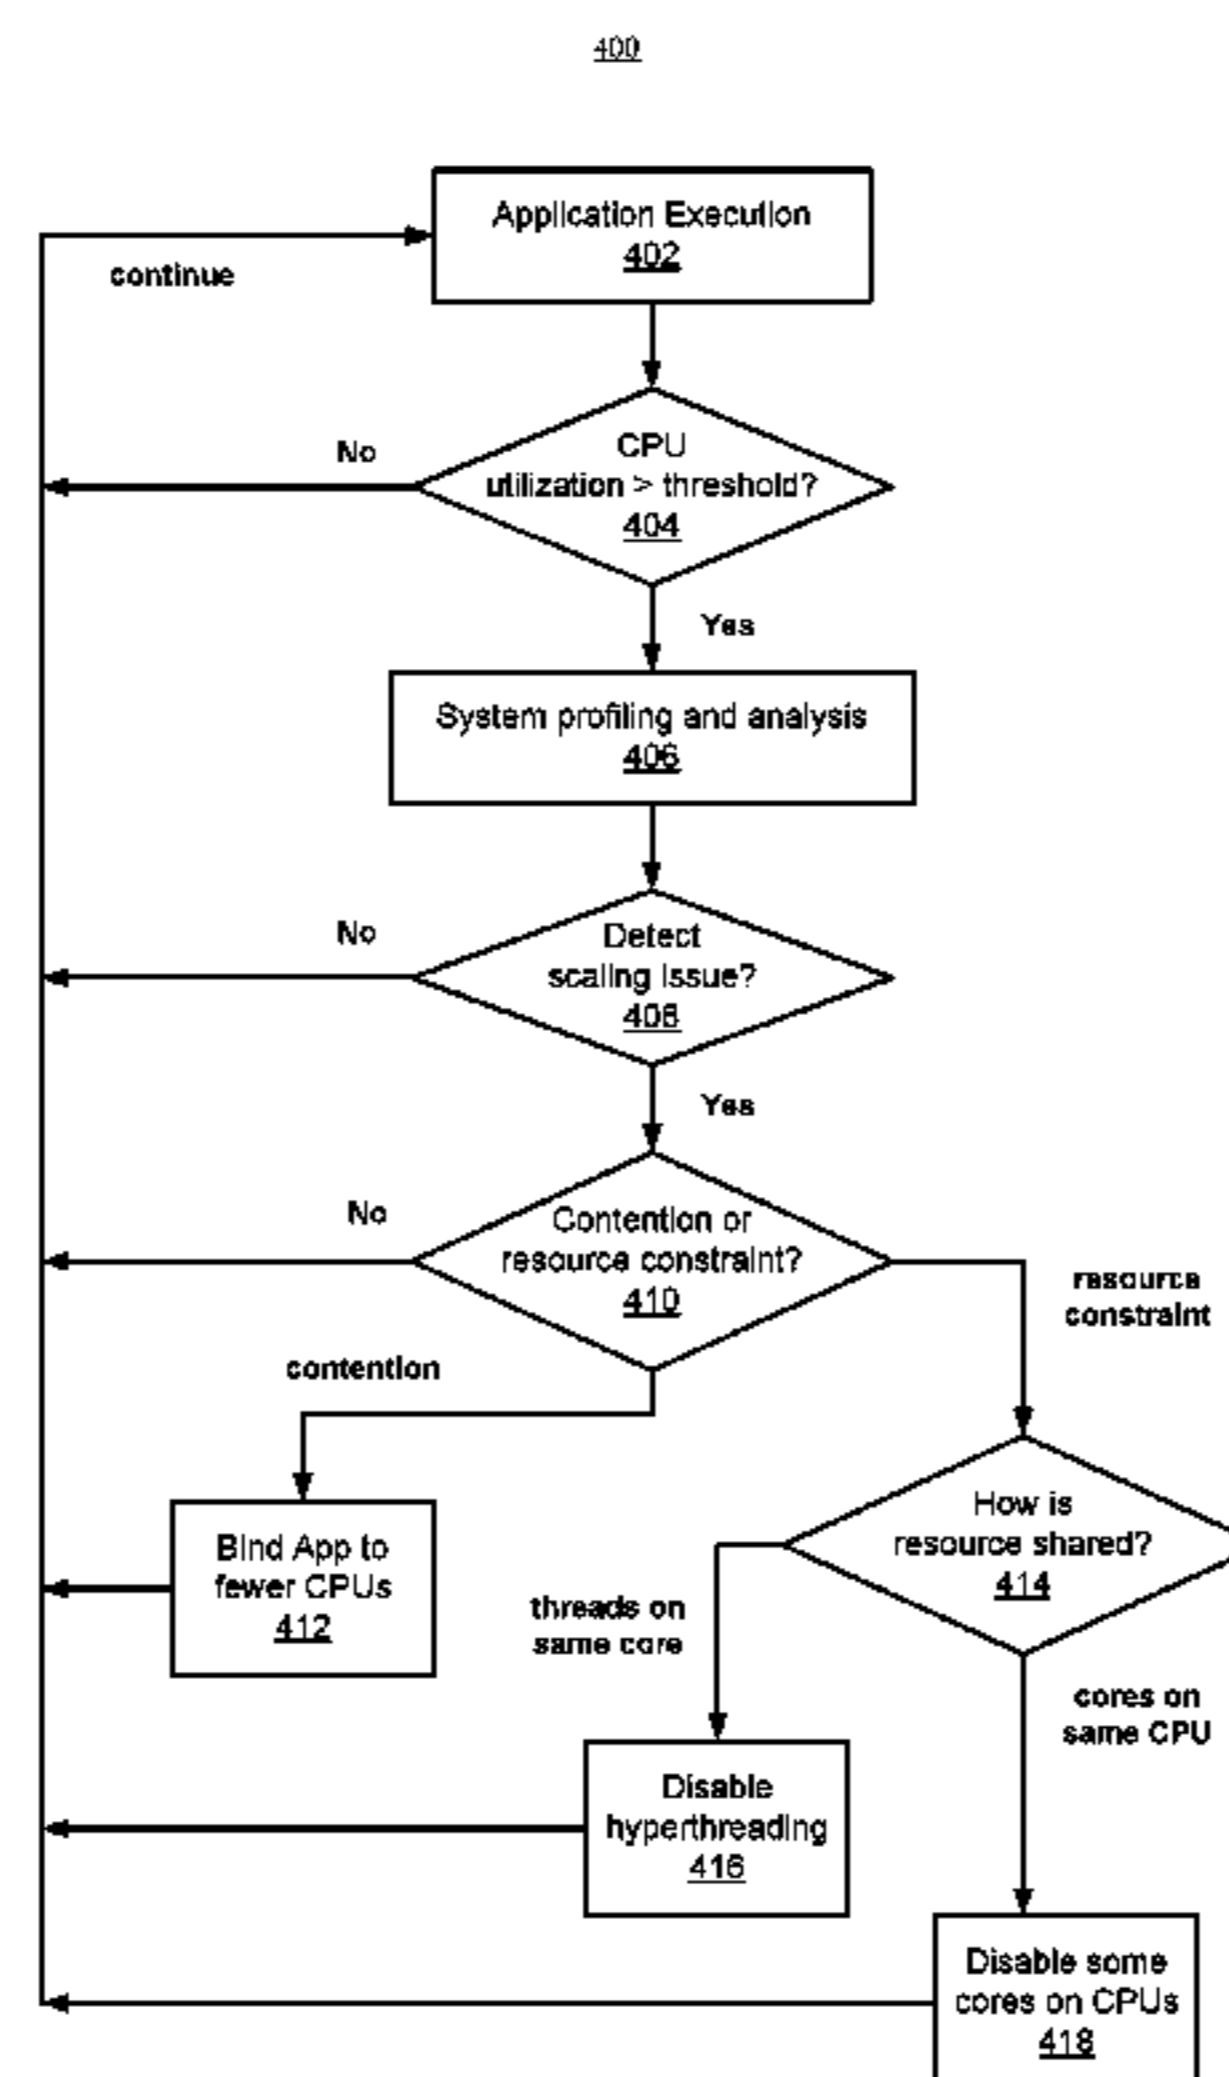 400
Application Execution
402
continue
CPU
utilization > threshold?
404
No
Yes
System profiling and analysis
406
Detect
scaling issue?
408
No
Yes
Contention or
resource constraint?
410
No
resource
constraint
contention
How is
resource shared?
414
Bind App to
fewer CPUs
412
threads on
same core
cores on
same CPU
Disable
hyperthreading
416
Disable some
cores on CPUs
418